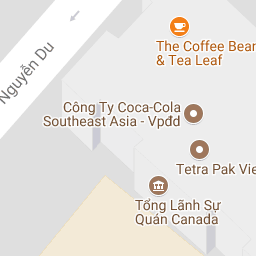 The Coffee Bean
& Tea Leaf
Nguyễn Du
Công Ty Coca-Cola
Southeast Asia - Vpđd
Tetra Pak Vie
Tổng Lãnh Sự
Quán Canada